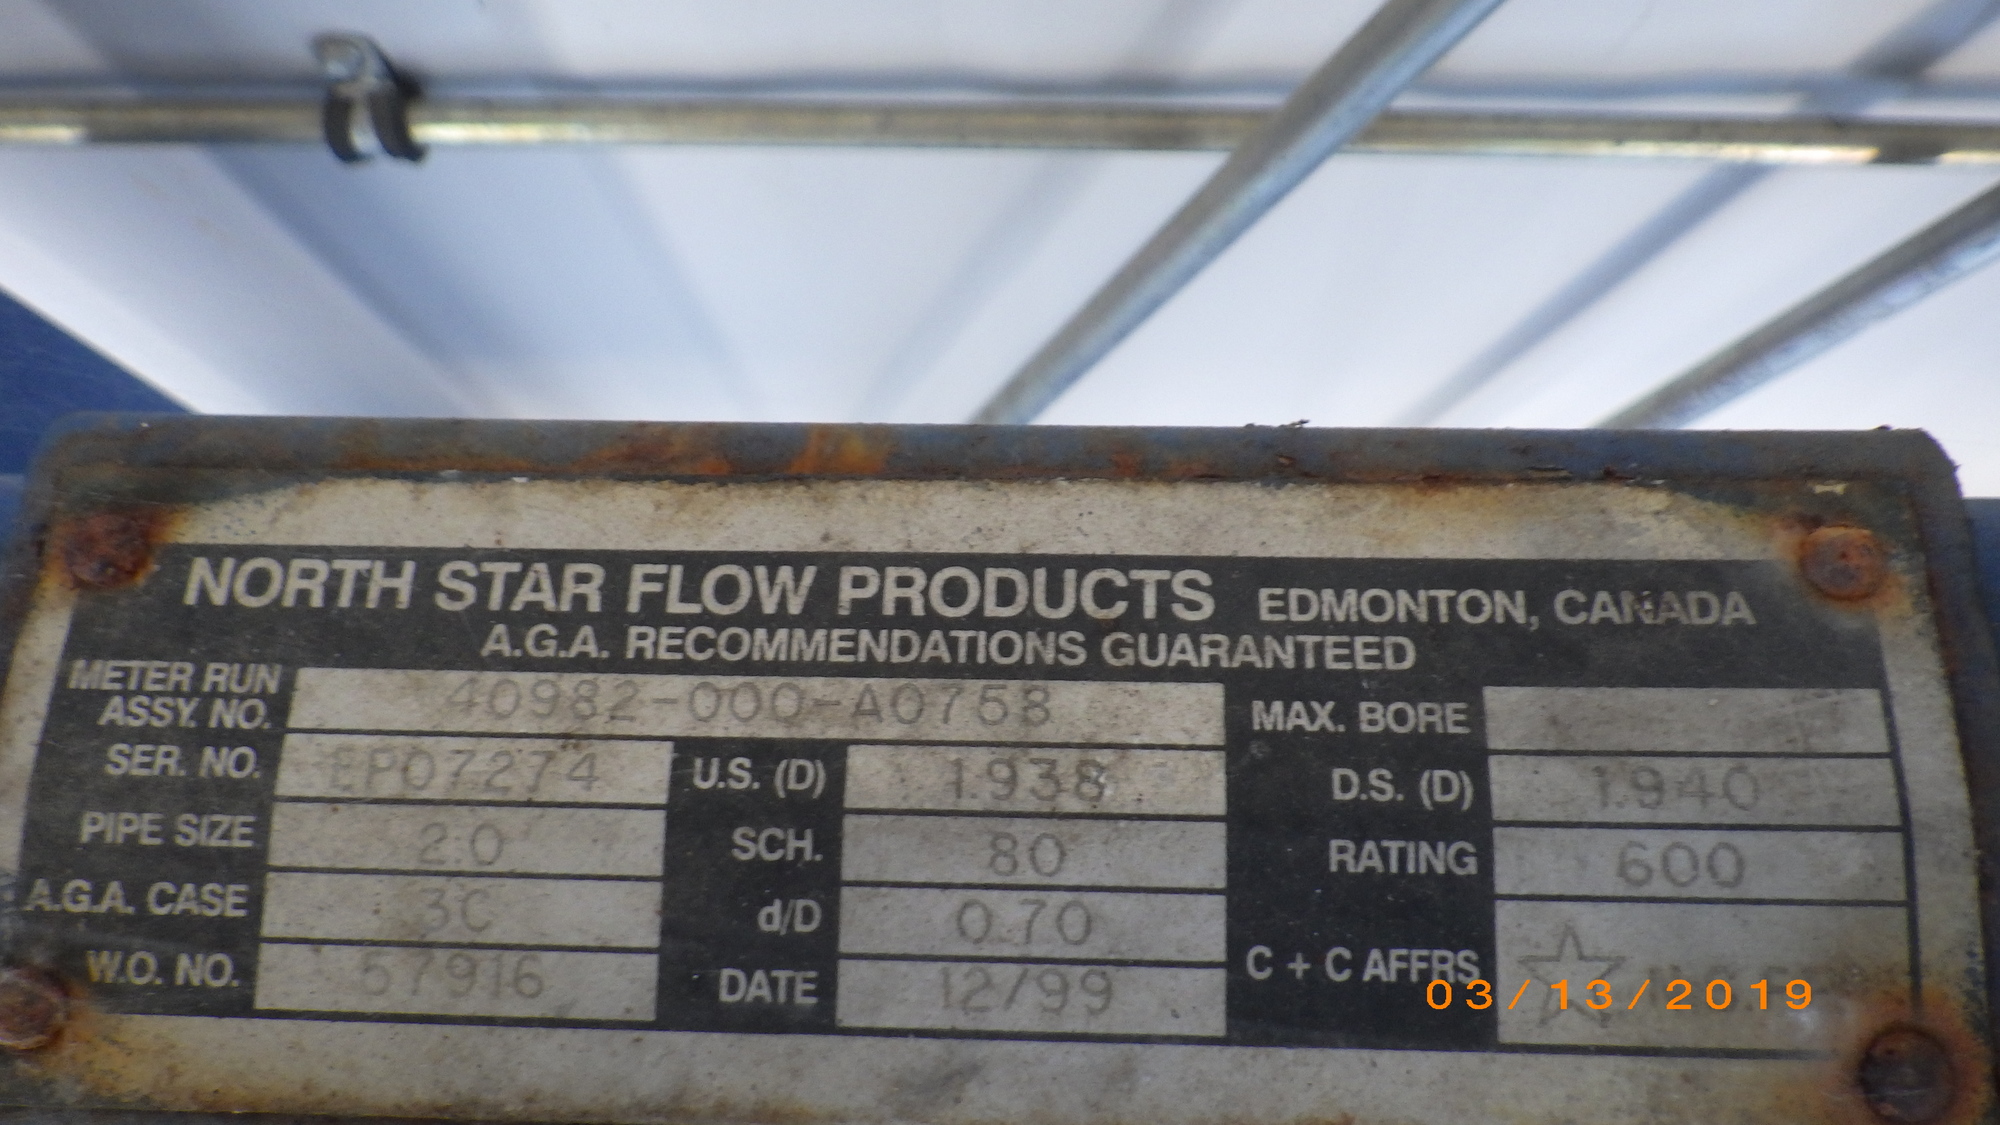 NORTH STAR FLOW PRODUCTS EDMONTON, CANADA
A.G.A. RECOMMENDATIONS GUARANTEED
METER RUN ASSY. NO. 40982-000-A0758 MAX. BORE
SER. NO. EP07274 U.S. (D) 1.938 D.S. (D) 1.940
PIPE SIZE 2.0 SCH. 80 RATING 600
A.G.A. CASE 3C d/D 0.70 C + C AFFRS
W.O. NO. 57916 DATE 12/99
03/13/2019